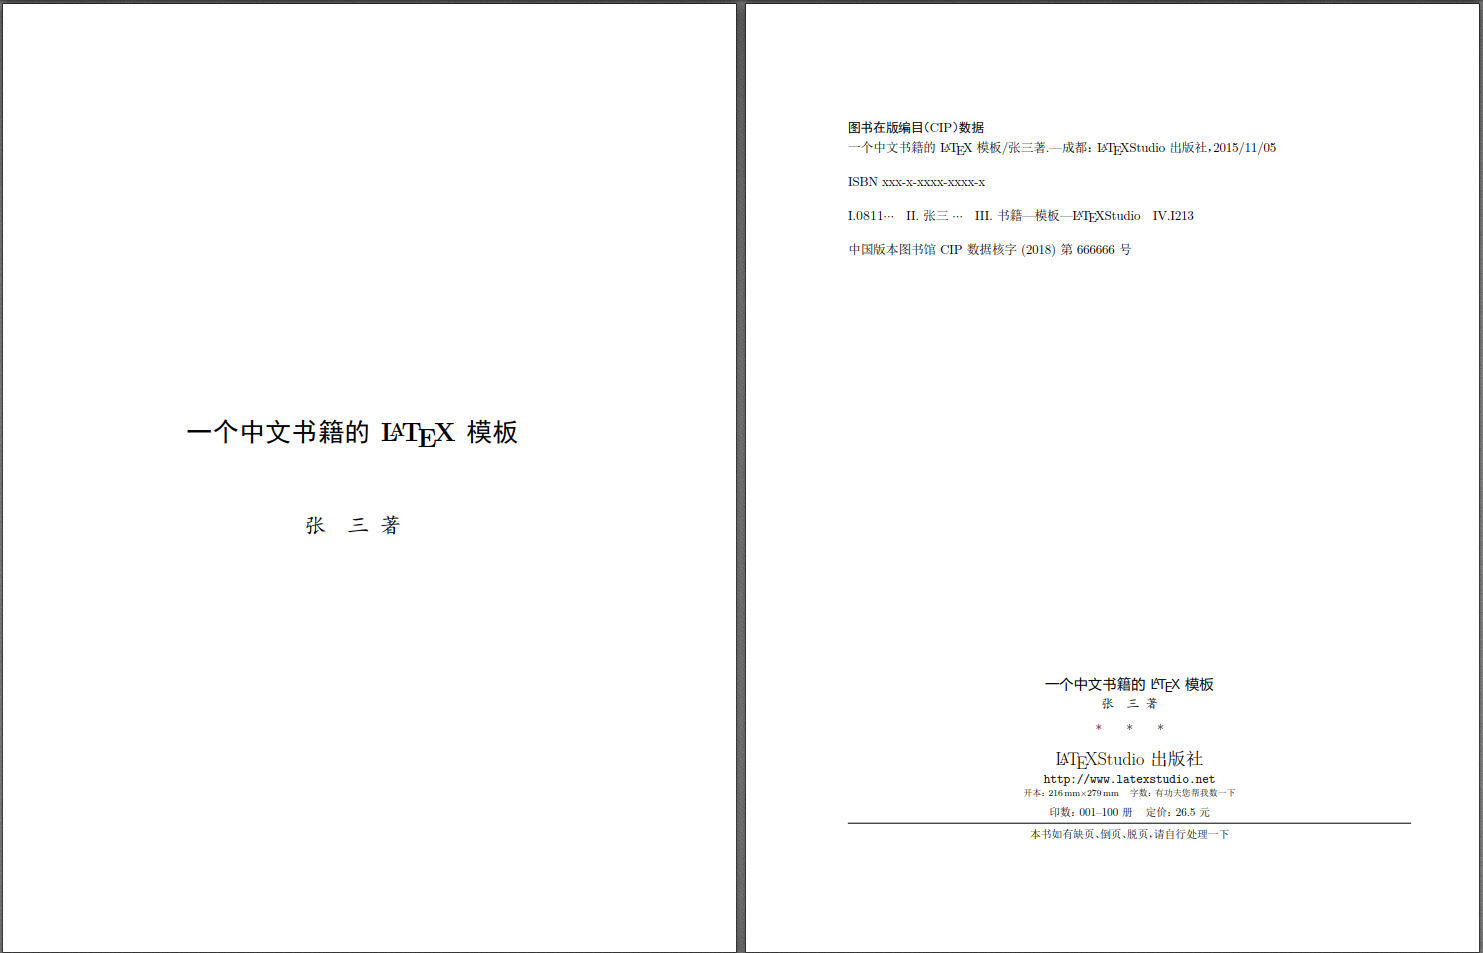 一个中文书籍的 LATEX 模板
张 三 著
图书在版编目(CIP)数据
一个中文书籍的 LATEX 模板/张三著.—成都: LATEXStudio 出版社,2015/11/05
ISBN xxx-x-xxxx-xxxx-x
I.0811··· II. 张三 ··· III. 书籍—模板—LATEXStudio IV.I213
中国版本图书馆 CIP 数据核字 (2018) 第 666666 号
一个中文书籍的 LATEX 模板
张 三 著
* * *
LATEXStudio 出版社
http://www.latexstudio.net
开本: 216 mm×279 mm 字数: 有功夫您帮我数一下
印数: 001–100 册 定价: 26.5 元
本书如有缺页、倒页、脱页,请自行处理一下